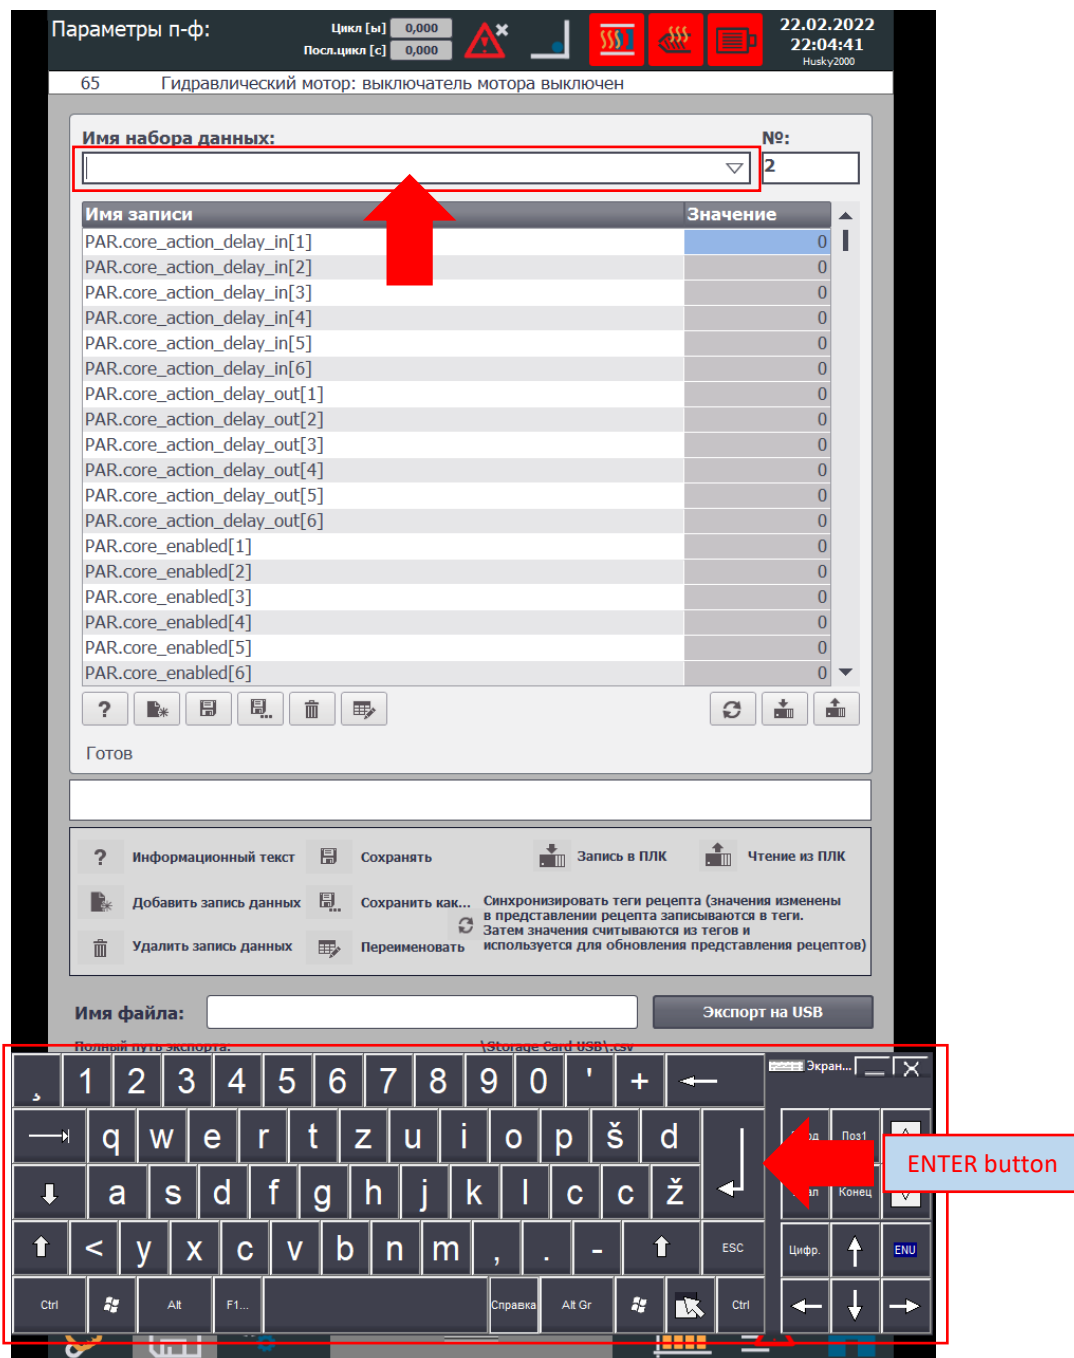 Параметры п-ф:
Цикл [ы] 0,000
Посл.цикл [с] 0,000
22.02.2022
22:04:41
Husky2000
65 Гидравлический мотор: выключатель мотора выключен
Имя набора данных: №:
2
Имя записи Значение
PAR.core_action_delay_in[1] 0
PAR.core_action_delay_in[2] 0
PAR.core_action_delay_in[3] 0
PAR.core_action_delay_in[4] 0
PAR.core_action_delay_in[5] 0
PAR.core_action_delay_in[6] 0
PAR.core_action_delay_out[1] 0
PAR.core_action_delay_out[2] 0
PAR.core_action_delay_out[3] 0
PAR.core_action_delay_out[4] 0
PAR.core_action_delay_out[5] 0
PAR.core_action_delay_out[6] 0
PAR.core_enabled[1] 0
PAR.core_enabled[2] 0
PAR.core_enabled[3] 0
PAR.core_enabled[4] 0
PAR.core_enabled[5] 0
PAR.core_enabled[6] 0
?
Готов
? Информационный текст Сохранять Запись в ПЛК Чтение из ПЛК
Добавить запись данных Сохранить как...
Удалить запись данных Переименовать
Синхронизировать теги рецепта (значения изменены
в представлении рецепта записываются в теги.
Затем значения считываются из тегов и
используется для обновления представления рецептов)
Имя файла: Экспорт на USB
Полный путь экспорта: \Storage Card USB\.csv
¸ 1 2 3 4 5 6 7 8 9 0 ' + Экран...
q w e r t z u i o p š d Поз1
ENTER button
a s d f g h j k l c c ž Конец
< y x c v b n m , . - ESC Цифр. ENU
Ctrl Alt F1... Справка Alt Gr Ctrl